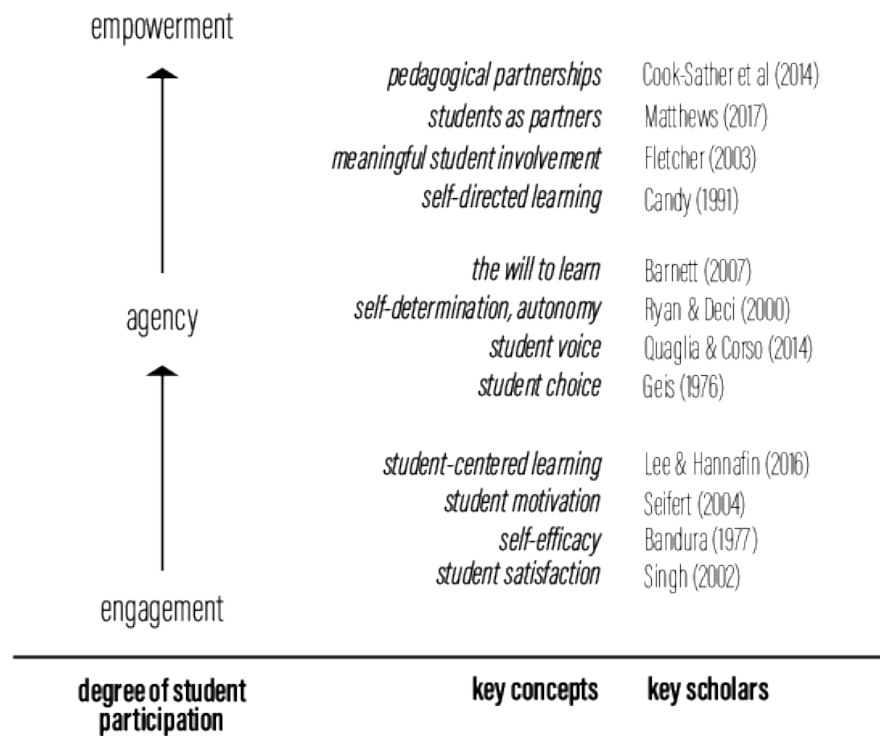 empowerment
pedagogical partnerships Cook-Sather et al (2014)
students as partners Matthews (2017)
meaningful student involvement Fletcher (2003)
self-directed learning Candy (1991)
the will to learn Barnett (2007)
self-determination, autonomy Ryan & Deci (2000)
agency
student voice Quaglia & Corso (2014)
student choice Geis (1976)
student-centered learning Lee & Hannafin (2016)
student motivation Seifert (2004)
self-efficacy Bandura (1977)
student satisfaction Singh (2002)
engagement
degree of student
participation
key concepts key scholars